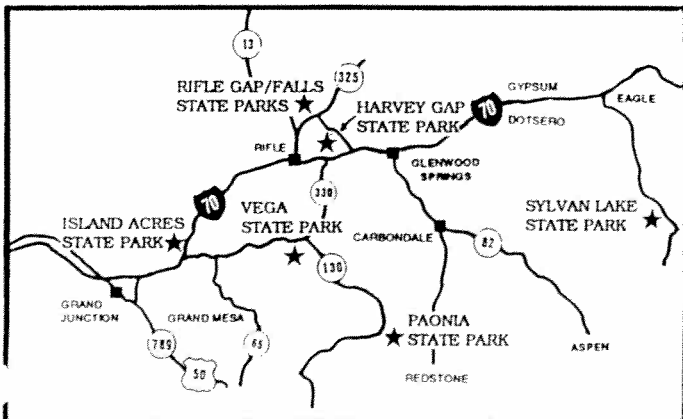 13
325
RIFLE GAP/FALLS
STATE PARKS
HARVEY GAP
STATE PARK
70
GYPSUM
DOTSERO
EAGLE
RIFLE
GLENWOOD
SPRINGS
330
70
VEGA
STATE PARK
ISLAND ACRES
STATE PARK
SYLVAN LAKE
STATE PARK
CARBONDALE
82
GRAND
JUNCTION
GRAND MESA
130
789
65
50
PAONIA
STATE PARK
REDSTONE
ASPEN